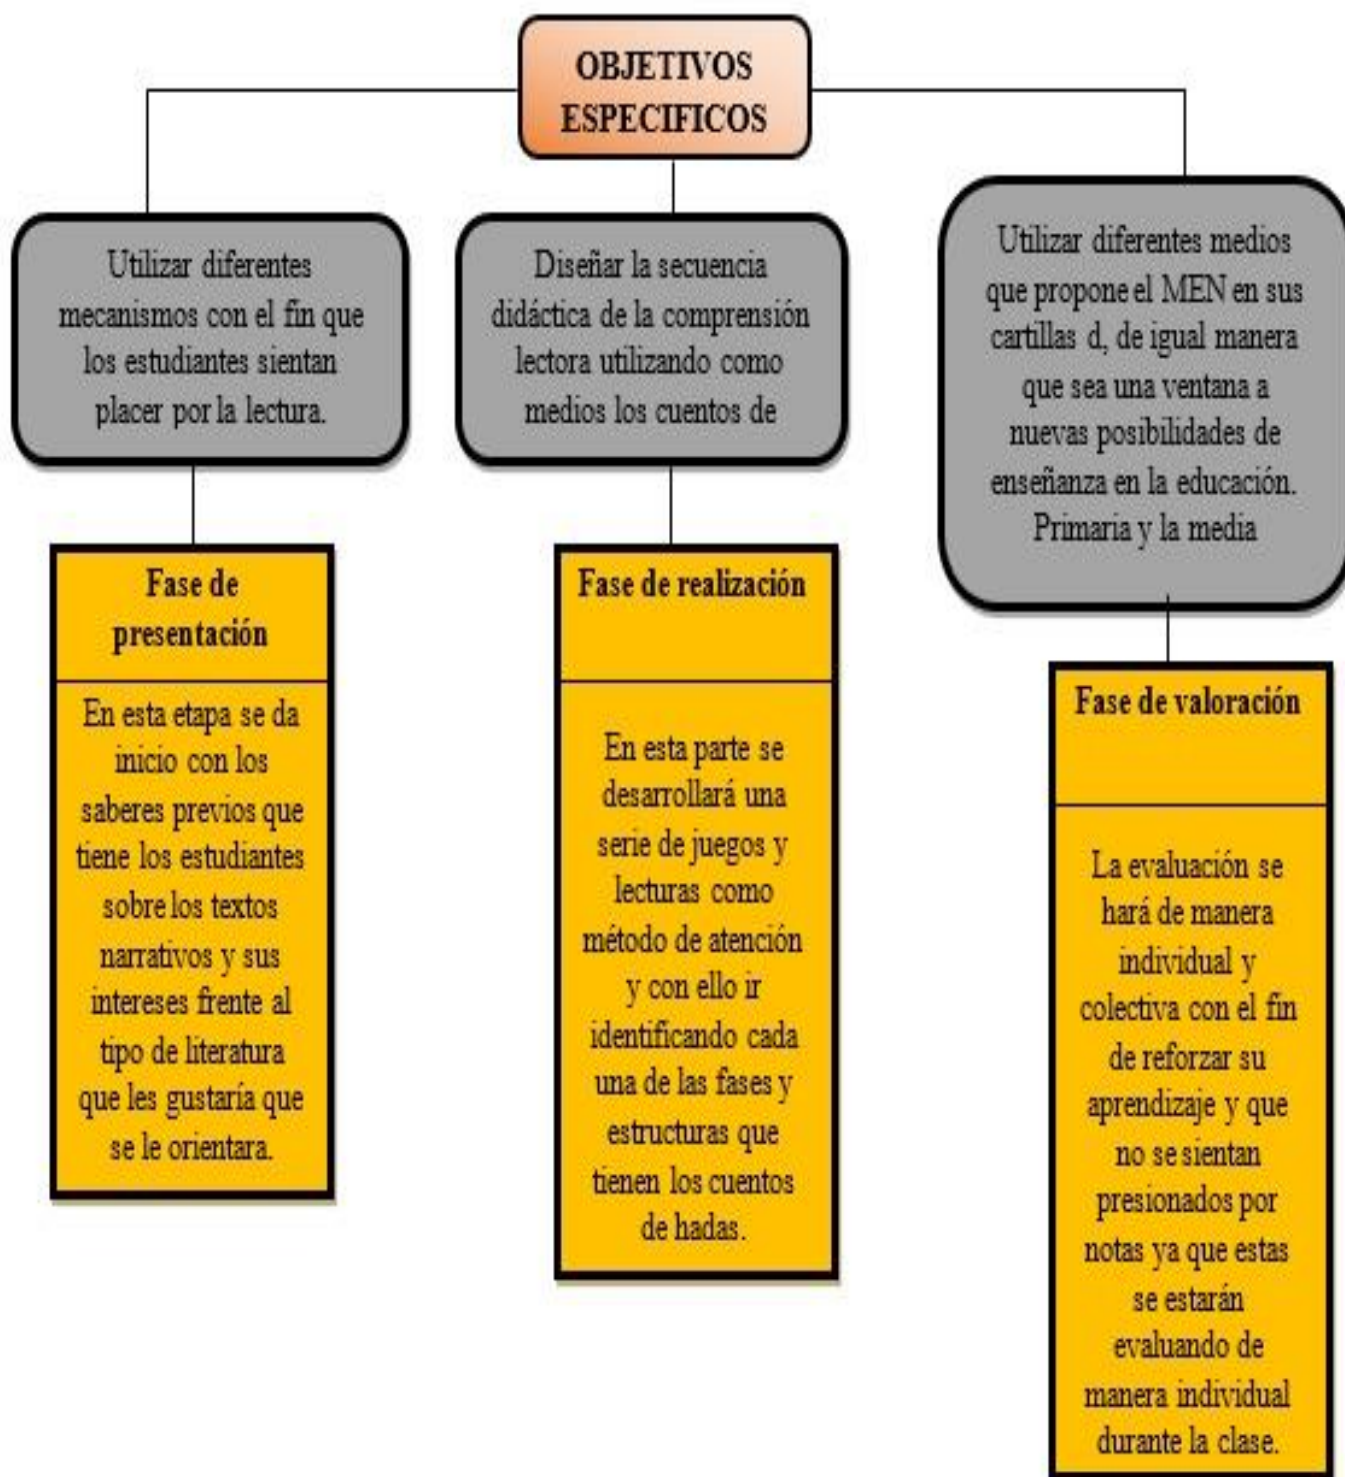 OBJETIVOS
ESPECIFICOS
Utilizar diferentes
mecanismos con el fin que
los estudiantes sientan
placer por la lectura.
Diseñar la secuencia
didáctica de la comprensión
lectora utilizando como
medios los cuentos de
Utilizar diferentes medios
que propone el MEN en sus
cartillas d, de igual manera
que sea una ventana a
nuevas posibilidades de
enseñanza en la educación.
Primaria y la media
Fase de
presentación
En esta etapa se da
inicio con los
saberes previos que
tiene los estudiantes
sobre los textos
narrativos y sus
intereses frente al
tipo de literatura
que les gustaría que
se le orientara.
Fase de realización
En esta parte se
desarrollará una
serie de juegos y
lecturas como
método de atención
y con ello ir
identificando cada
una de las fases y
estructuras que
tienen los cuentos
de hadas.
Fase de valoración
La evaluación se
hará de manera
individual y
colectiva con el fin
de reforzar su
aprendizaje y que
no se sientan
presionados por
notas ya que estas
se estarán
evaluando de
manera individual
durante la clase.